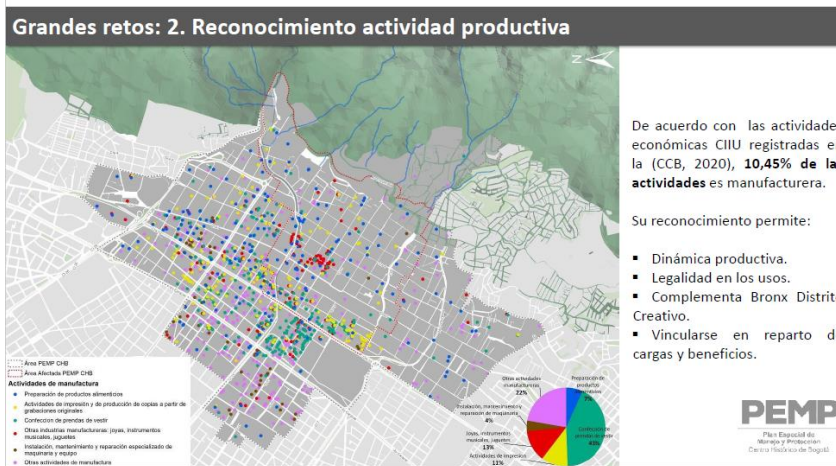 Grandes retos: 2. Reconocimiento actividad productiva
Z
De acuerdo con las actividade
económicas CIIU registradas e
la (CCB, 2020), 10,45% de la
actividades es manufacturera.
Su reconocimiento permite:
▪ Dinámica productiva.
▪ Legalidad en los usos.
▪ Complementa Bronx Distrit
Creativo.
▪ Vincularse en reparto d
cargas y beneficios.
Área PEMP CHB
Área Afectada PEMP CHB
Actividades de manufactura
Preparación de productos alimenticios
Actividades de impresión y de producción de copias a partir de
grabaciones originales
Confeccion de prendas de vestir
Otras industrias manufactureras: joyas, instrumentos
musicales, juguetes
Instalación, mantenimiento y reparación especializado de
maquinaria y equipo
Otras actividades de manufactura
Otras actividades
manufactureras
22%
Preparación de
productos
alimenticios
Instalación, mantenimiento y
reparación de maquinaria
4%
Joyas, instrumentos
musicales, juguetes
13%
Actividades de impresión
11%
Confección de
prendas de vestir
PEMP
Plan Especial de
Manejo y Protección
Centro Histórico de Bogotá